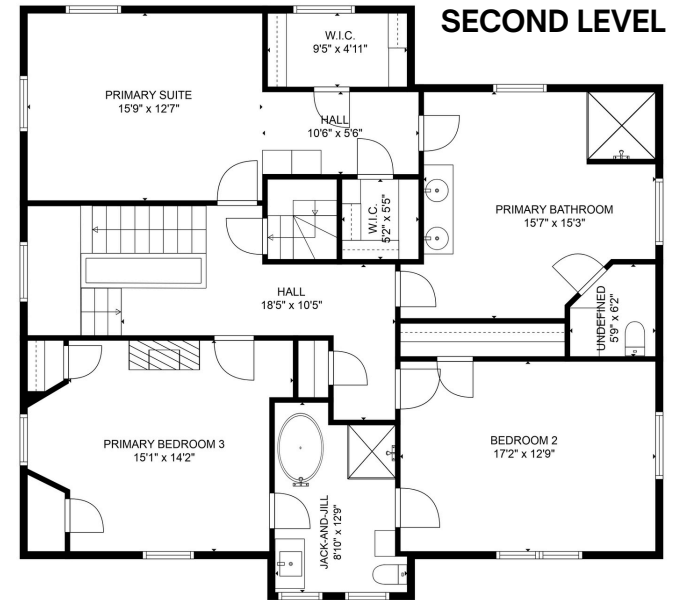 SECOND LEVEL
W.I.C.
9'5" x 4'11"
PRIMARY SUITE
15'9" x 12'7"
HALL
10'6" x 5'6"
W.I.C.
5'2" x 5'5"
PRIMARY BATHROOM
15'7" x 15'3"
HALL
18'5" x 10'5"
UNDEFINED
5'9" x 6'2"
PRIMARY BEDROOM 3
15'1" x 14'2"
BEDROOM 2
17'2" x 12'9"
JACK-AND-JILL
8'10" x 12'9"